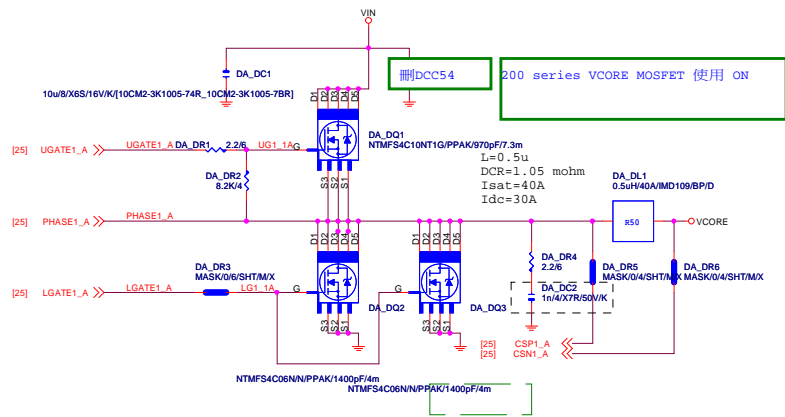 VIN
DA_DC1
10u/8/X6S/16V/K/[10CM2-3K1005-74R_10CM2-3K1005-7BR]
刪DCC54
200 series VCORE MOSFET 使用 ON
D1
D2
D3
D4
D5
DA_DQ1
NTMFS4C10NT1G/PPAK/970pF/7.3m
[25]
UGATE1_A
UGATE1_A
DA_DR1
2.2/6
UG1_1A
G
S3
S2
S1
DA_DR2
8.2K/4
L=0.5u
DCR=1.05 mohm
Isat=40A
Idc=30A
DA_DL1
0.5uH/40A/IMD109/BP/D
R50
VCORE
[25]
PHASE1_A
PHASE1_A
D1
D2
D3
D4
D5
D1
D2
D3
D4
D5
DA_DR3
MASK/0/6/SHT/M/X
[25]
LGATE1_A
LGATE1_A
LG1_1A
G
DA_DQ2
S3
S2
S1
G
DA_DQ3
S3
S2
S1
DA_DR4
2.2/6
DA_DC2
1n/4/X7R/50V/K
DA_DR5
MASK/0/4/SHT/M/X
DA_DR6
MASK/0/4/SHT/M/X
[25]
CSP1_A
[25]
CSN1_A
NTMFS4C06N/N/PPAK/1400pF/4m
NTMFS4C06N/N/PPAK/1400pF/4m